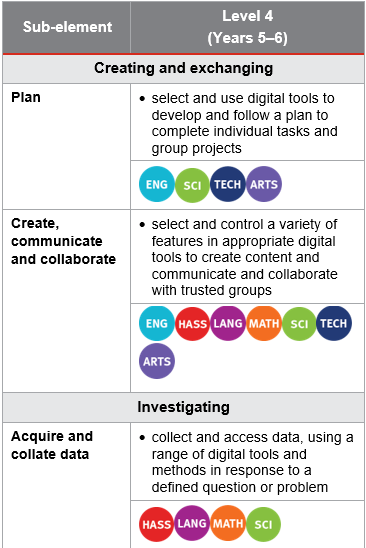 Sub-element
Level 4
(Years 5–6)
Creating and exchanging
Plan
• select and use digital tools to
develop and follow a plan to
complete individual tasks and
group projects
ENG SCI TECH ARTS
Create,
communicate
and collaborate
• select and control a variety of
features in appropriate digital
tools to create content and
communicate and collaborate
with trusted groups
ENG HASS LANG MATH SCI TECH
ARTS
Investigating
Acquire and
collate data
• collect and access data, using a
range of digital tools and
methods in response to a
defined question or problem
HASS LANG MATH SCI